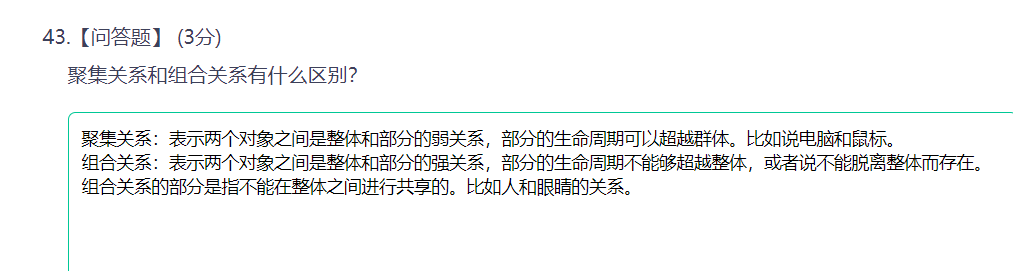 43.【问答题】 (3分)
聚集关系和组合关系有什么区别?
聚集关系：表示两个对象之间是整体和部分的弱关系，部分的生命周期可以超越群体。比如说电脑和鼠标。
组合关系：表示两个对象之间是整体和部分的强关系，部分的生命周期不能够超越整体，或者说不能脱离整体而存在。
组合关系的部分是指不能在整体之间进行共享的。比如人和眼睛的关系。